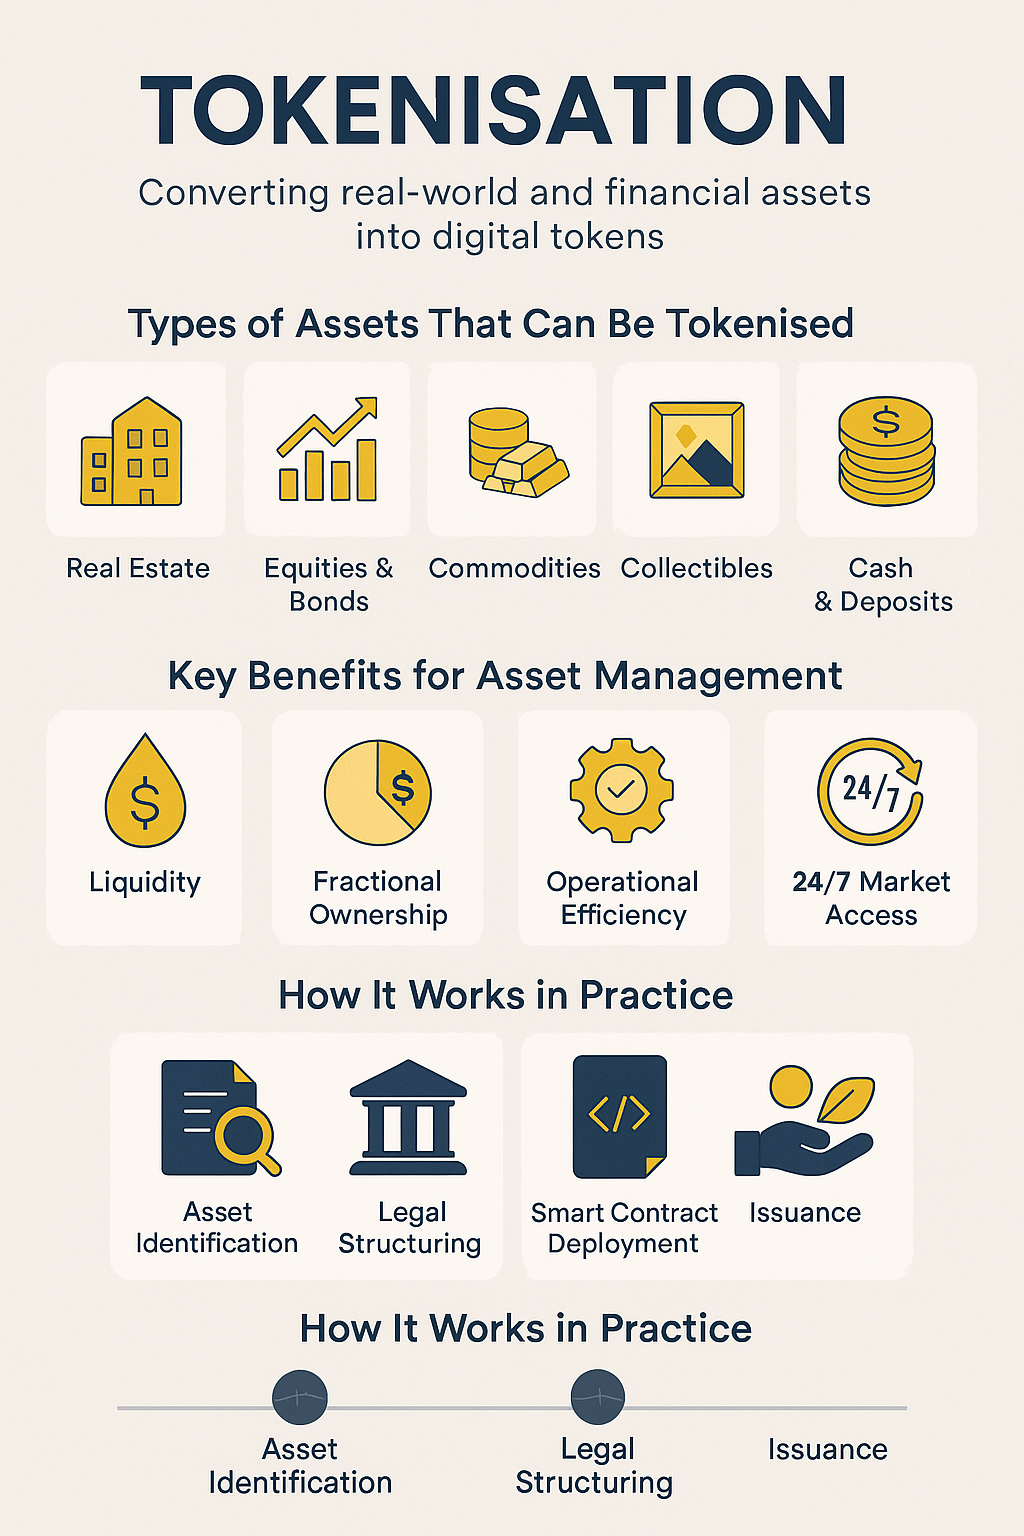 TOKENISATION
Converting real-world and financial assets
into digital tokens
Types of Assets That Can Be Tokenised
$
Real Estate
Equities &
Bonds
Commodities
Collectibles
Cash
& Deposits
Key Benefits for Asset Management
$
$
24/7
Liquidity
Fractional
Ownership
Operational
Efficiency
24/7 Market
Access
How It Works in Practice
</>
Asset
Identification
Legal
Structuring
Smart Contract
Deployment
Issuance
How It Works in Practice
Asset
Identification
Legal
Structuring
Issuance